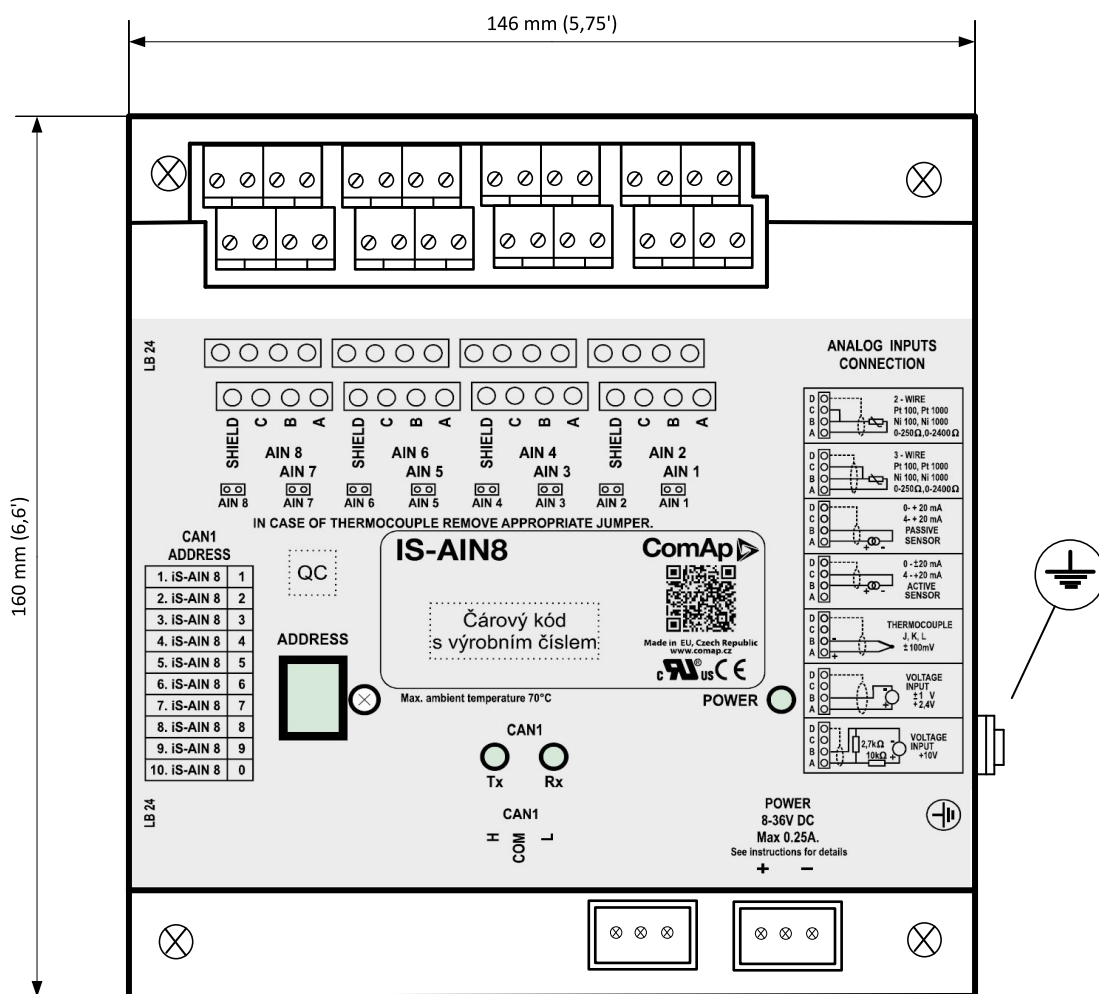 146 mm (5,75')
160 mm (6,6')
LB 24
SHIELD C B A SHIELD C B A SHIELD C B A SHIELD C B A
AIN 8 AIN 6 AIN 4 AIN 2
AIN 7 AIN 5 AIN 3 AIN 1
AIN 8 AIN 7 AIN 6 AIN 5 AIN 4 AIN 3 AIN 2 AIN 1
IN CASE OF THERMOCOUPLE REMOVE APPROPRIATE JUMPER.
CAN1
ADDRESS
1. iS-AIN 8 1
2. iS-AIN 8 2
3. iS-AIN 8 3
4. iS-AIN 8 4
5. iS-AIN 8 5
6. iS-AIN 8 6
7. iS-AIN 8 7
8. iS-AIN 8 8
9. iS-AIN 8 9
10. iS-AIN 8 0
LB 24
QC
ADDRESS
IS-AIN8
ComAp
Čárový kód
s výrobním číslem
Made in EU, Czech Republic
www.comap.cz
c RU ® US CE
Max. ambient temperature 70°C
POWER
CAN1
Tx Rx
CAN1
H COM L
POWER
8-36V DC
Max 0.25A.
See instructions for details
+ −
ANALOG INPUTS
CONNECTION
D
C
B
A
2 - WIRE
Pt 100, Pt 1000
Ni 100, Ni 1000
0-250Ω,0-2400Ω
D
C
B
A
3 - WIRE
Pt 100, Pt 1000
Ni 100, Ni 1000
0-250Ω,0-2400Ω
D
C
B
A
0- + 20 mA
4- + 20 mA
PASSIVE
SENSOR
+ -
D
C
B
A
0 - ±20 mA
4 - +20 mA
ACTIVE
SENSOR
+ -
D
C
B
A
THERMOCOUPLE
J, K, L
±100mV
-
+
D
C
B
A
VOLTAGE
INPUT
±1 V
+2,4V
-
+
D
C
B
A
2,7kΩ
10kΩ
VOLTAGE
INPUT
+10V
-
+